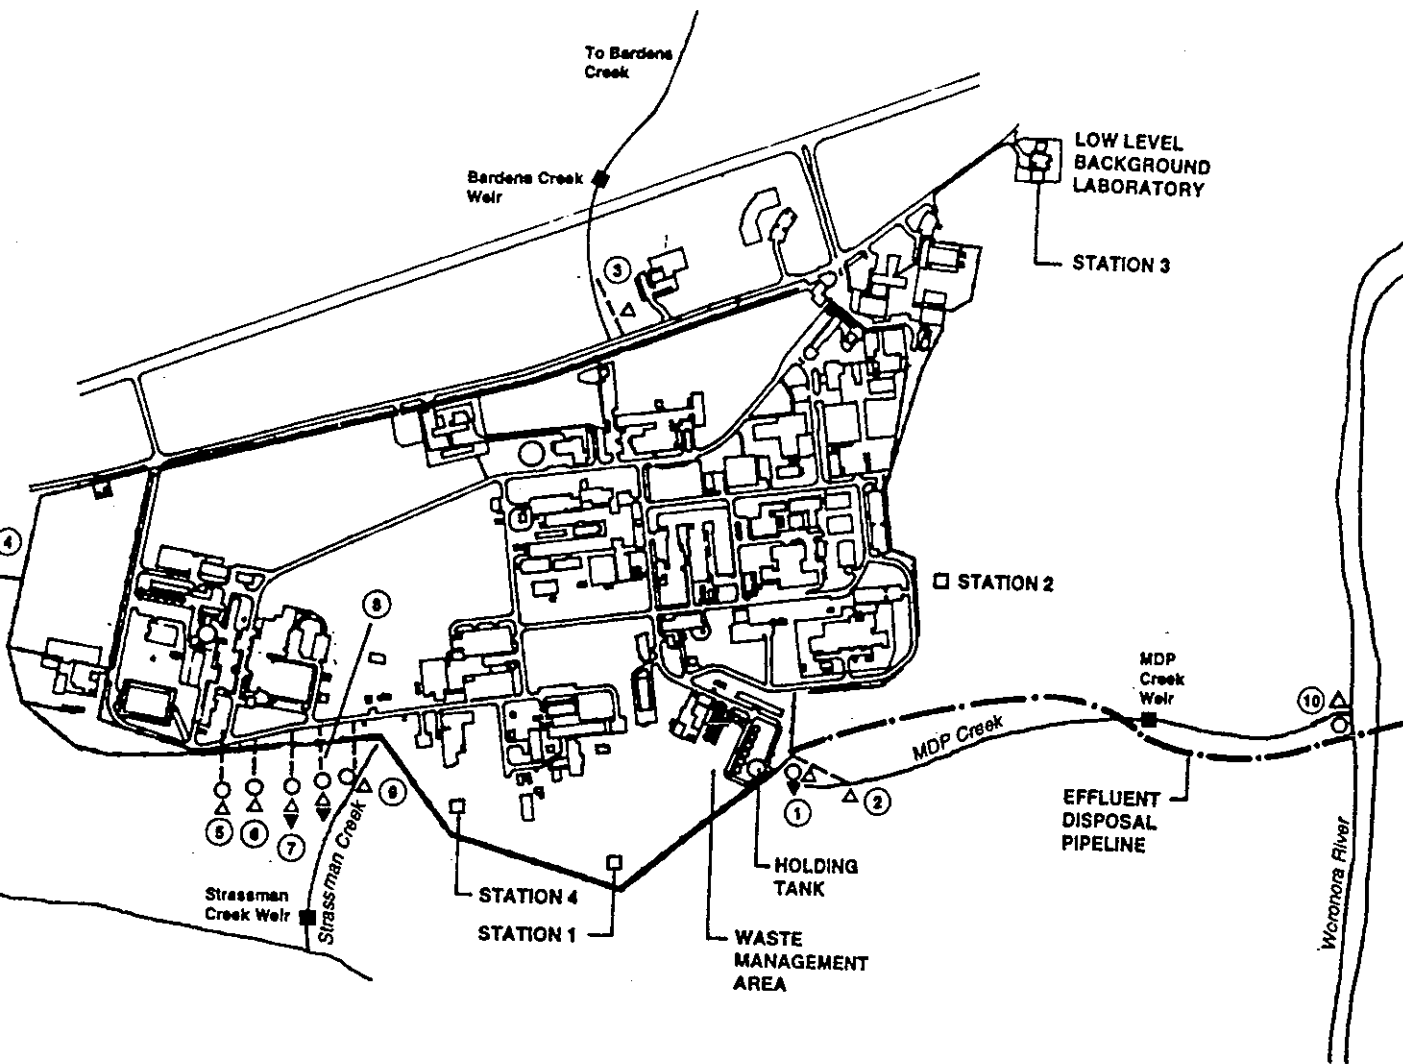 To Bardens
Creek
LOW LEVEL
BACKGROUND
LABORATORY
Bardens Creek
Weir
STATION 3
3
4
8
STATION 2
MDP
Creek
Weir
10
MDP Creek
5
6
7
9
1
2
EFFLUENT
DISPOSAL
PIPELINE
Strassman Creek
HOLDING
TANK
Woronora River
Strassman
Creek Weir
STATION 4
STATION 1
WASTE
MANAGEMENT
AREA